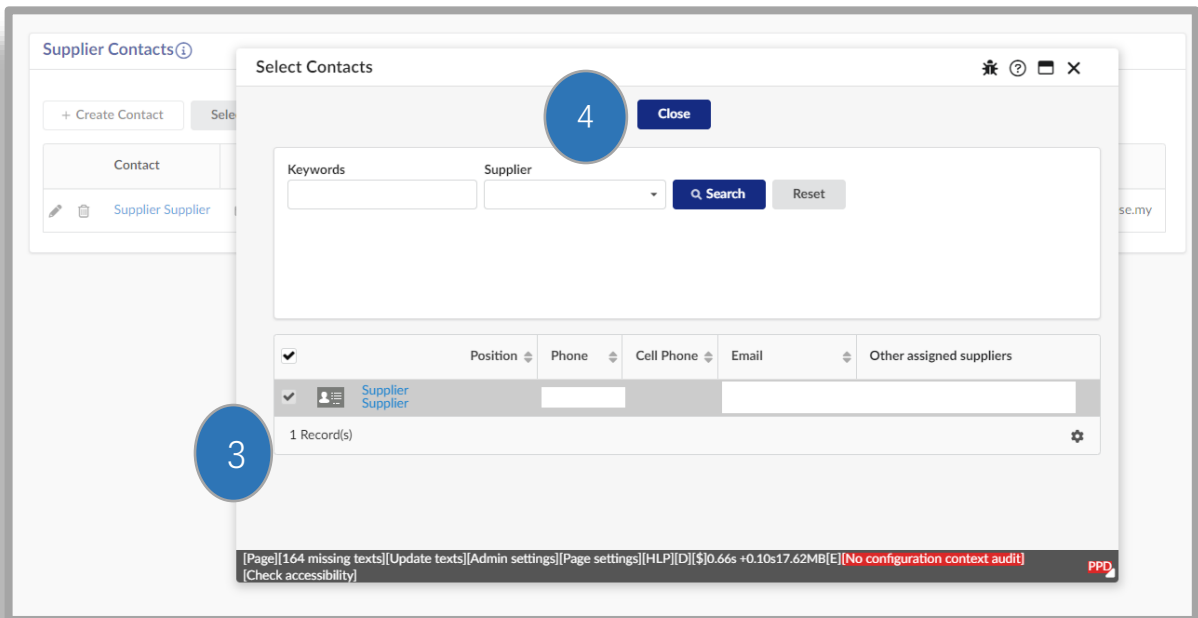 Supplier Contacts
Select Contacts
4
Close
+ Create Contact
Sele
Keywords
Supplier
Search
Reset
Contact
Supplier Supplier
se.my
Position
Phone
Cell Phone
Email
Other assigned suppliers
Supplier
Supplier
1 Record(s)
3
[Page][164 missing texts][Update texts][Admin settings][Page settings][HLP][D][$]0.66s +0.10s17.62MB[E][No configuration context audit]
[Check accessibility]
PPD